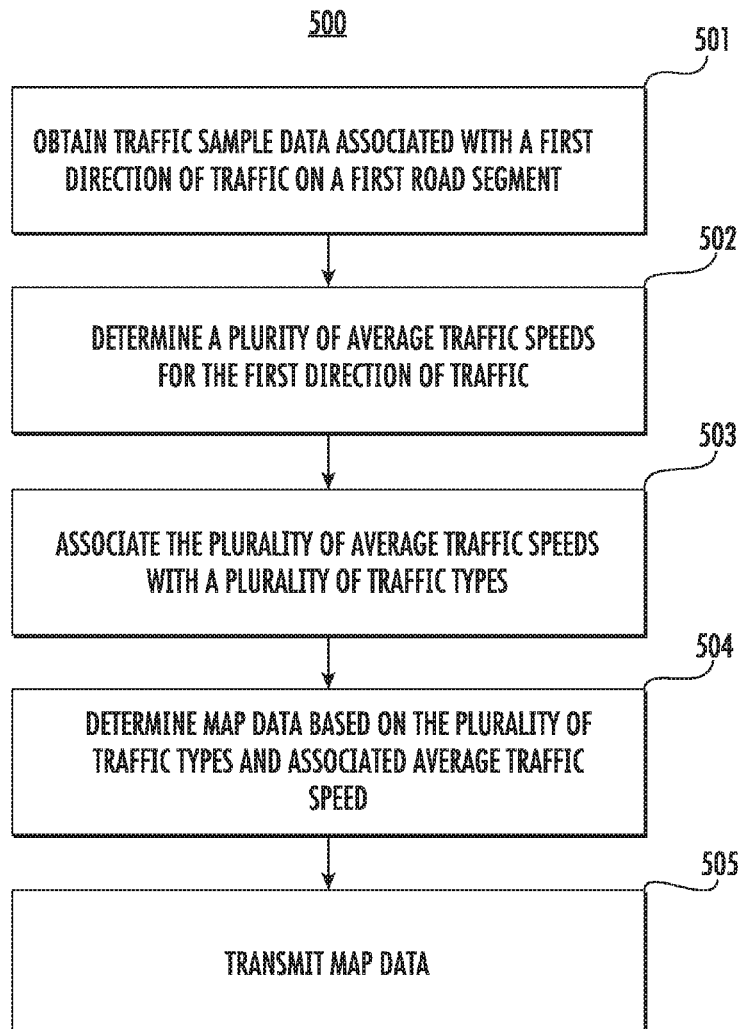 500
501
OBTAIN TRAFFIC SAMPLE DATA ASSOCIATED WITH A FIRST
DIRECTION OF TRAFFIC ON A FIRST ROAD SEGMENT
502
DETERMINE A PLURITY OF AVERAGE TRAFFIC SPEEDS
FOR THE FIRST DIRECTION OF TRAFFIC
503
ASSOCIATE THE PLURALITY OF AVERAGE TRAFFIC SPEEDS
WITH A PLURALITY OF TRAFFIC TYPES
504
DETERMINE MAP DATA BASED ON THE PLURALITY OF
TRAFFIC TYPES AND ASSOCIATED AVERAGE TRAFFIC
SPEED
505
TRANSMIT MAP DATA